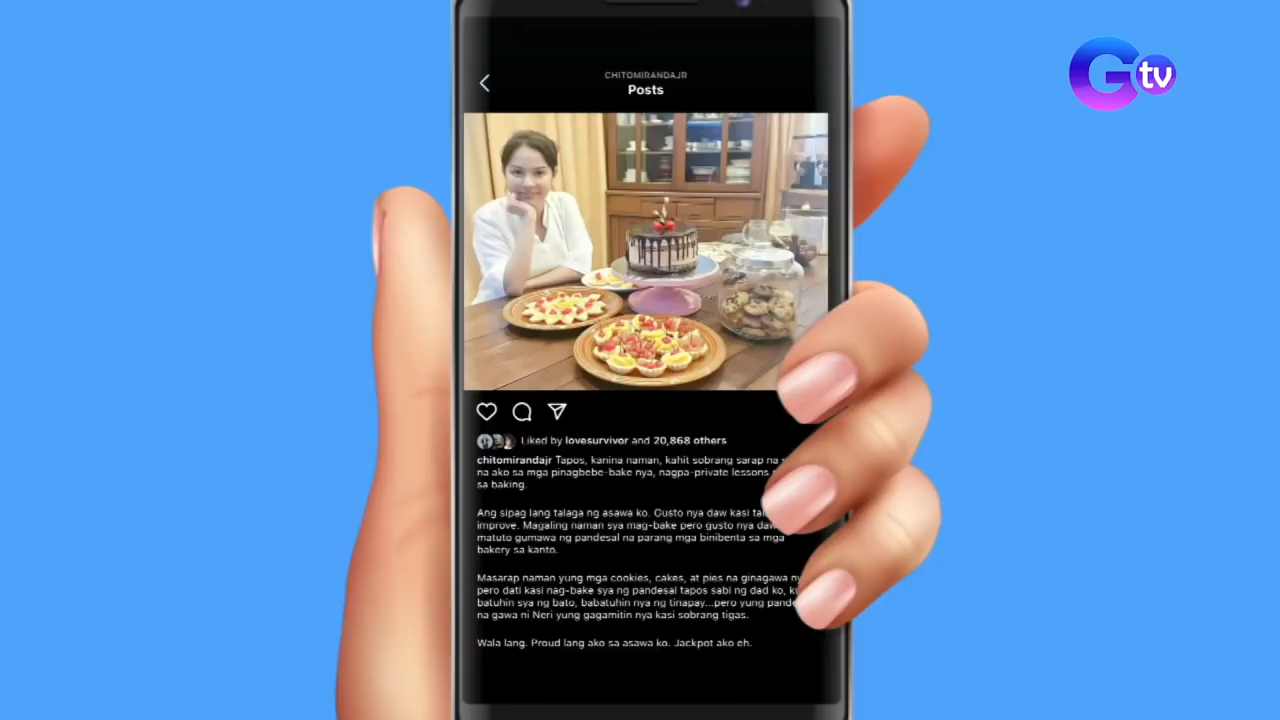 G tv
CHITOMIRANDAJR
Posts
Liked by lovesurvivor and 20,868 others
chitomirandajr Tapos, kanina naman, kahit sobrang sarap na
na ako sa mga pinagbebe-bake nya, nagpa-private lessons
sa baking.
Ang sipag lang talaga ng asawa ko. Gusto nya daw kasi
improve. Magaling naman sya mag-bake pero gusto nya daw
matuto gumawa ng pandesal na parang mga binibenta sa mga
bakery sa kanto.
Masarap naman yung mga cookies, cakes, at pies na ginagawa
pero dati kasi nag-bake sya ng pandesal tapos sabi ng dad ko,
batuhin sya ng bato, babatuhin nya ng tinapay...pero yung
na gawa ni Neri yung gagamitin nya kasi sobrang tigas.
Wala lang. Proud lang ako sa asawa ko. Jackpot ako eh.